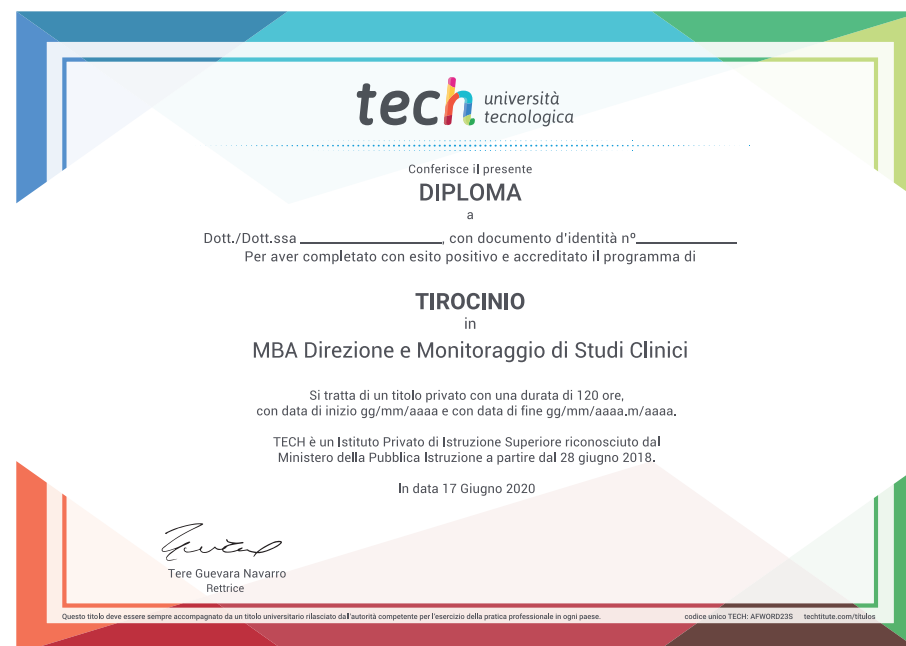 tech università
tecnologica
Conferisce il presente
DIPLOMA
a
Dott./Dott.ssa ____________, con documento d'identità nº____________
Per aver completato con esito positivo e accreditato il programma di
TIROCINIO
in
MBA Direzione e Monitoraggio di Studi Clinici
Si tratta di un titolo privato con una durata di 120 ore,
con data di inizio gg/mm/aaaa e con data di fine gg/mm/aaaa.m/aaaa.
TECH è un Istituto Privato di Istruzione Superiore riconosciuto dal
Ministero della Pubblica Istruzione a partire dal 28 giugno 2018.
In data 17 Giugno 2020
Tere Guevara Navarro
Rettrice
Questo titolo deve essere sempre accompagnato da un titolo universitario rilasciato dall'autorità competente per l'esercizio della pratica professionale in ogni paese.
codice unico TECH: AFWORD23S techtitute.com/titulos